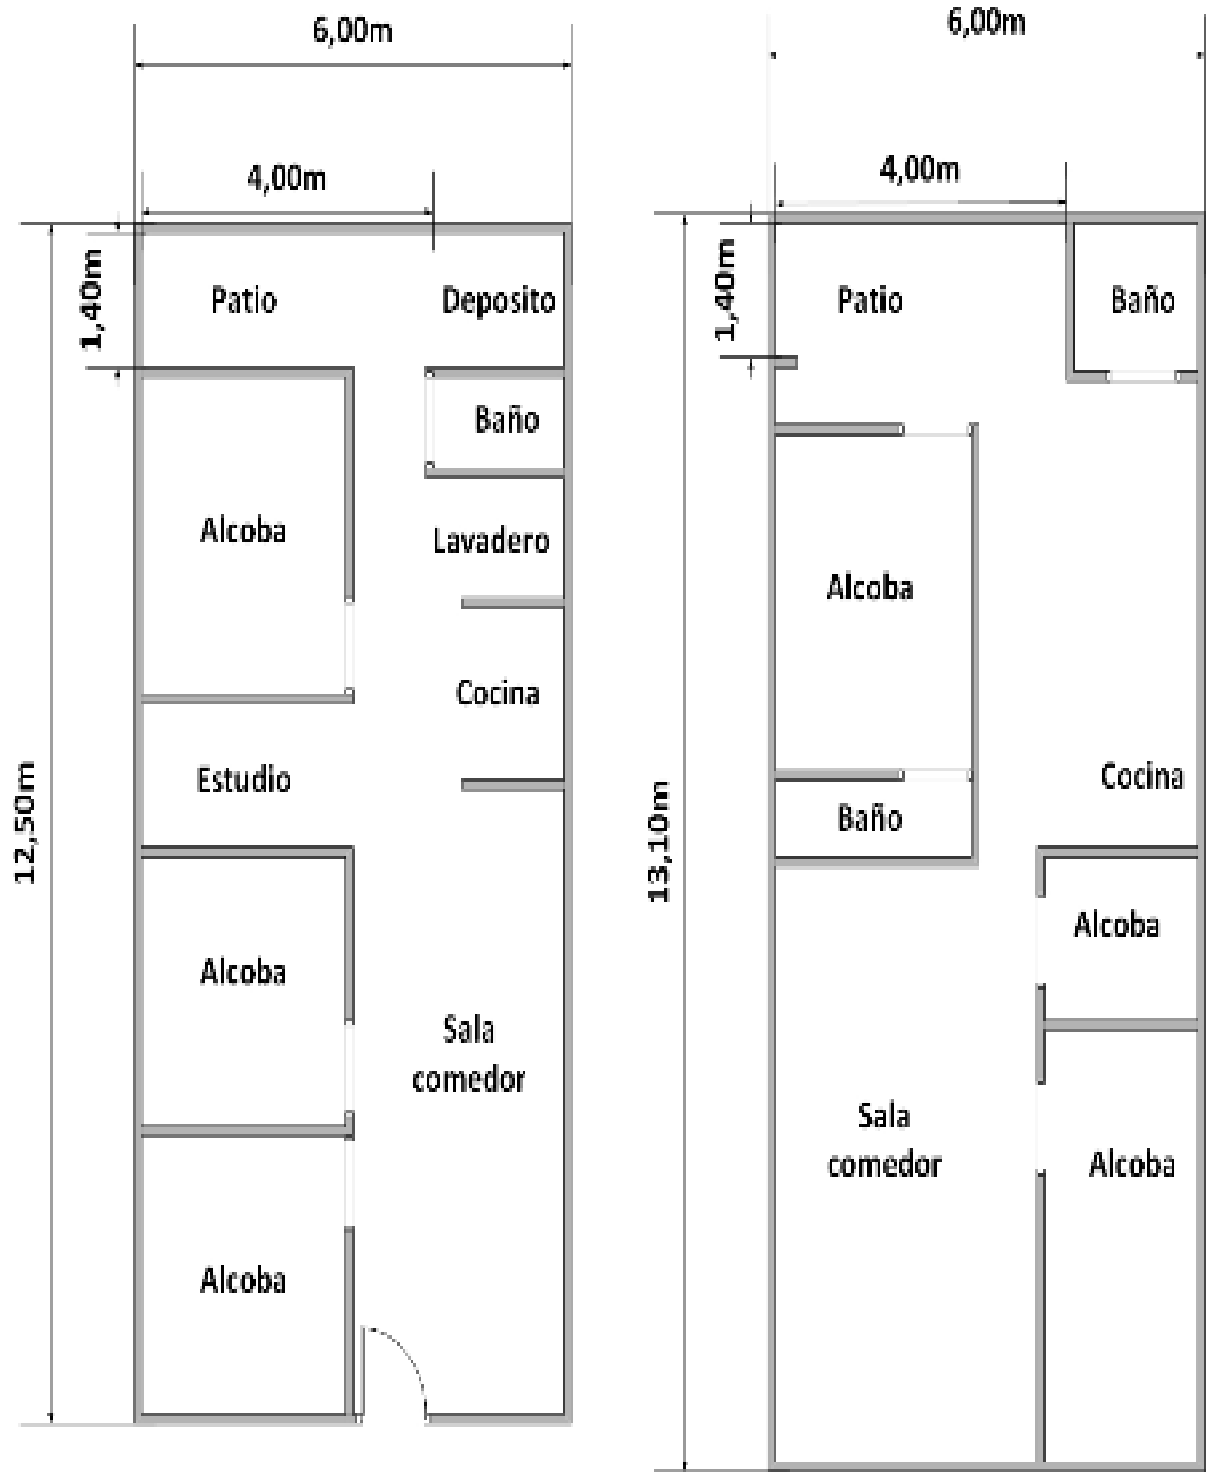 6,00m
4,00m
1,40m
Patio
Deposito
Baño
Alcoba
Lavadero
Cocina
Estudio
12,50m
Alcoba
Sala
comedor
Alcoba
6,00m
4,00m
1,40m
Patio
Baño
Alcoba
Cocina
Baño
13,10m
Alcoba
Sala
comedor
Alcoba